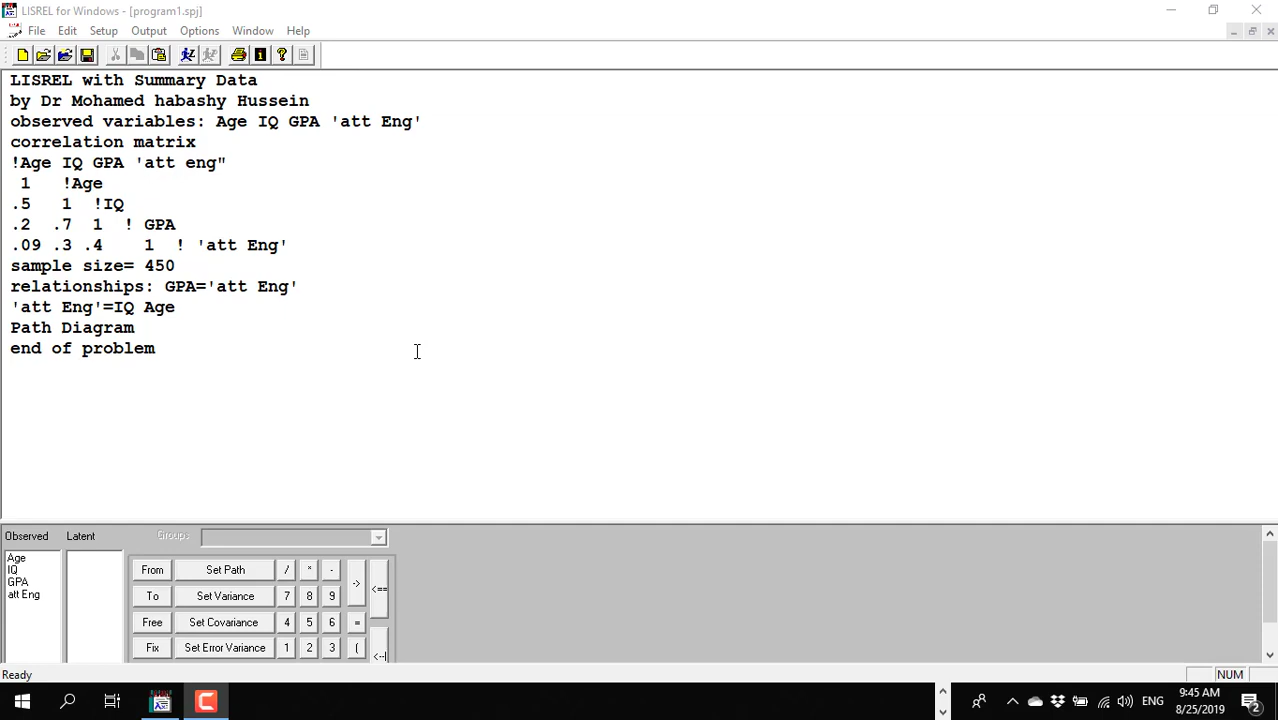 LISREL for Windows - [program1.spj]
File Edit Setup Output Options Window Help
LISREL with Summary Data
by Dr Mohamed habashy Hussein
observed variables: Age IQ GPA 'att Eng'
correlation matrix
!Age IQ GPA 'att eng"
1 !Age
.5 1 !IQ
.2 .7 1 ! GPA
.09 .3 .4 1 ! 'att Eng'
sample size= 450
relationships: GPA='att Eng'
'att Eng'=IQ Age
Path Diagram
end of problem
Observed Latent Groups
Age
IQ
GPA
att Eng
From Set Path / * - -> <==
To Set Variance 7 8 9
Free Set Covariance 4 5 6 =
Fix Set Error Variance 1 2 3 ( <--|
Ready NUM
ENG 9:45 AM
8/25/2019 2